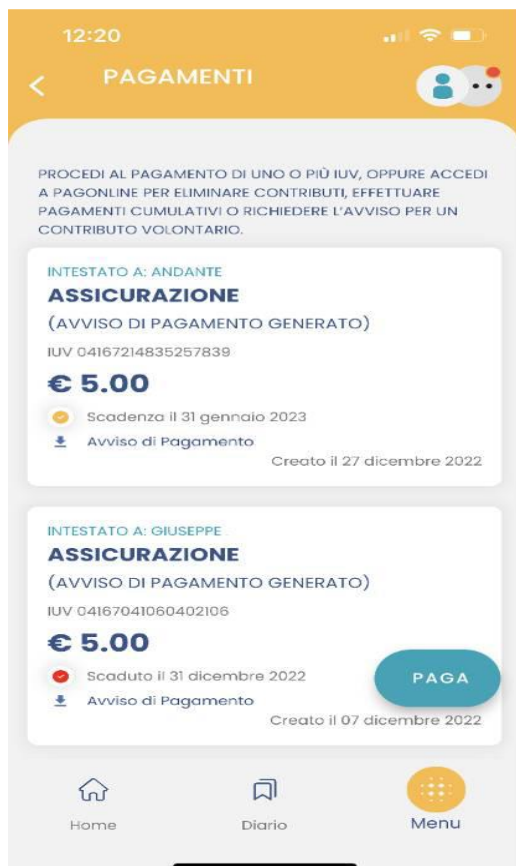 12:20
PAGAMENTI
PROCEDI AL PAGAMENTO DI UNO O PIÙ IUV, OPPURE ACCEDI
A PAGONLINE PER ELIMINARE CONTRIBUTI, EFFETTUARE
PAGAMENTI CUMULATIVI O RICHIEDERE L'AVVISO PER UN
CONTRIBUTO VOLONTARIO.
INTESTATO A: ANDANTE
ASSICURAZIONE
(AVVISO DI PAGAMENTO GENERATO)
IUV 04167214835257839
€ 5.00
Scadenza il 31 gennaio 2023
Avviso di Pagamento
Creato il 27 dicembre 2022
INTESTATO A: GIUSEPPE
ASSICURAZIONE
(AVVISO DI PAGAMENTO GENERATO)
IUV 04167041060402106
€ 5.00
Scaduto il 31 dicembre 2022
PAGA
Avviso di Pagamento
Creato il 07 dicembre 2022
Home
Diario
Menu